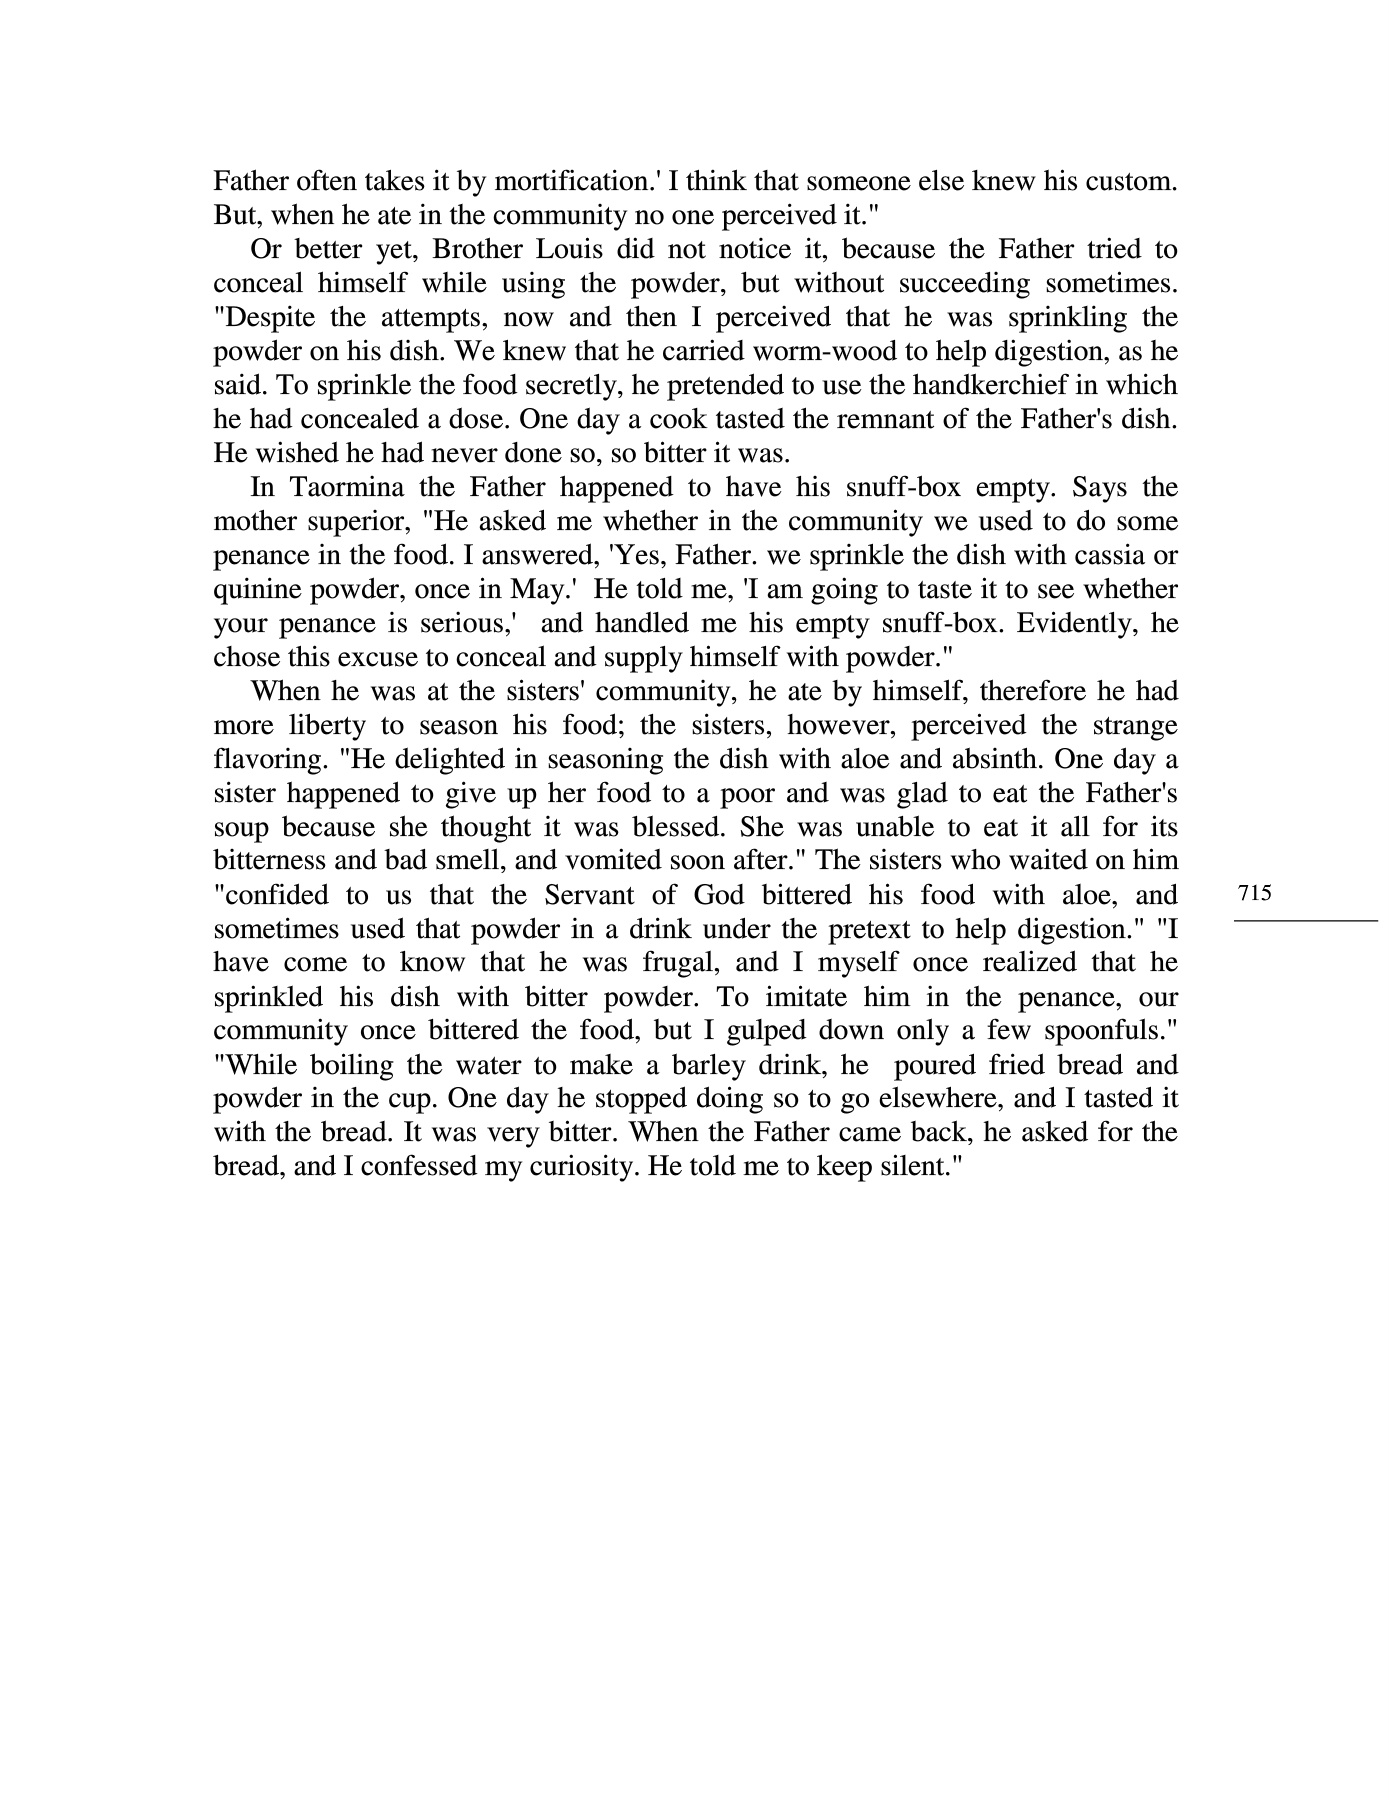 Father often takes it by mortification.' I think that someone else knew his custom.
But, when he ate in the community no one perceived it."
Or better yet, Brother Louis did not notice it, because the Father tried to
conceal himself while using the powder, but without succeeding sometimes.
"Despite the attempts, now and then I perceived that he was sprinkling the
powder on his dish. We knew that he carried worm-wood to help digestion, as he
said. To sprinkle the food secretly, he pretended to use the handkerchief in which
he had concealed a dose. One day a cook tasted the remnant of the Father's dish.
He wished he had never done so, so bitter it was.
In Taormina the Father happened to have his snuff-box empty. Says the
mother superior, "He asked me whether in the community we used to do some
penance in the food. I answered, 'Yes, Father. we sprinkle the dish with cassia or
quinine powder, once in May.'  He told me, 'I am going to taste it to see whether
your penance is serious,'  and handled me his empty snuff-box. Evidently, he
chose this excuse to conceal and supply himself with powder."
When he was at the sisters' community, he ate by himself, therefore he had
more liberty to season his food; the sisters, however, perceived the strange
flavoring. "He delighted in seasoning the dish with aloe and absinth. One day a
sister happened to give up her food to a poor and was glad to eat the Father's
soup because she thought it was blessed. She was unable to eat it all for its
bitterness and bad smell, and vomited soon after." The sisters who waited on him
"confided to us that the Servant of God bittered his food with aloe, and
sometimes used that powder in a drink under the pretext to help digestion." "I
have come to know that he was frugal, and I myself once realized that he
sprinkled his dish with bitter powder. To imitate him in the penance, our
community once bittered the food, but I gulped down only a few spoonfuls."
"While boiling the water to make a barley drink, he  poured fried bread and
powder in the cup. One day he stopped doing so to go elsewhere, and I tasted it
with the bread. It was very bitter. When the Father came back, he asked for the
bread, and I confessed my curiosity. He told me to keep silent."
715